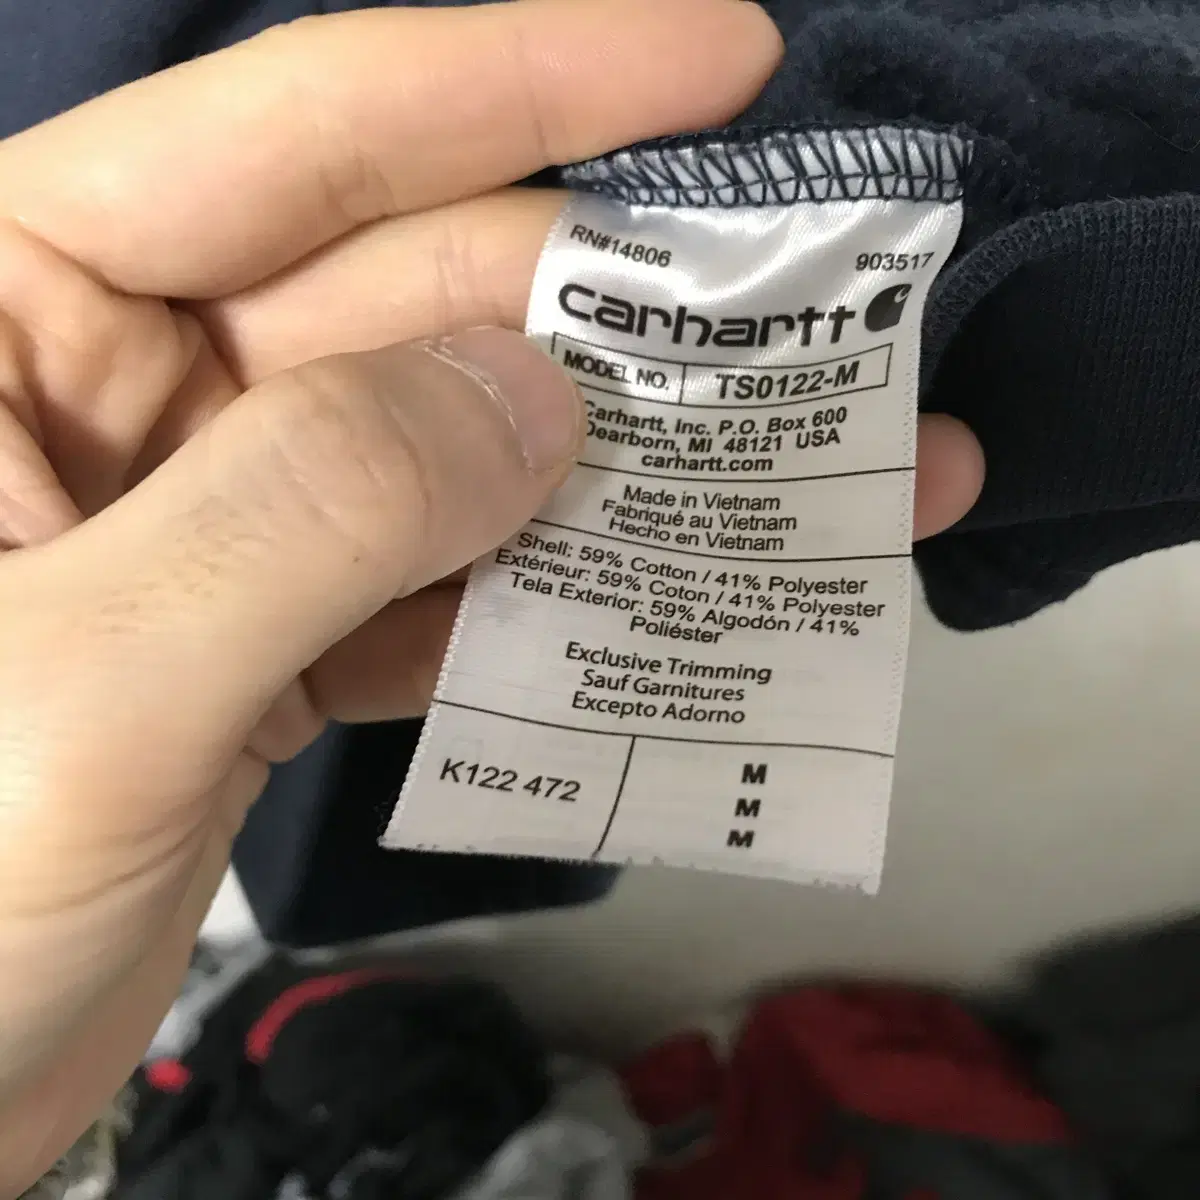 RN#14806 903517
carhartt
MODEL NO. TS0122-M
Carhartt, Inc. P.O. Box 600
Dearborn, MI 48121 USA
carhartt.com
Made in Vietnam
Fabriqué au Vietnam
Hecho en Vietnam
Shell: 59% Cotton / 41% Polyester
Extérieur: 59% Coton / 41% Polyester
Tela Exterior: 59% Algodón / 41%
Poliéster
Exclusive Trimming
Sauf Garnitures
Excepto Adorno
K122 472
M
M
M